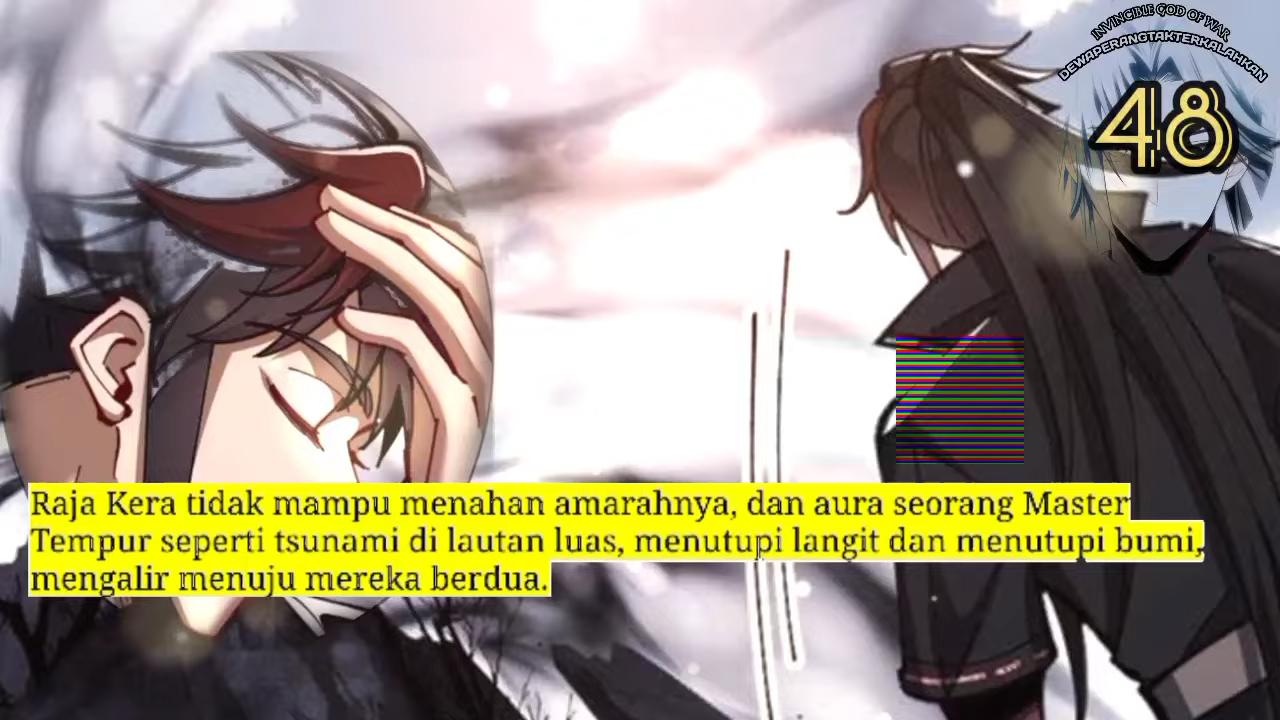 INVINCIBLE GOD OF WAR
DEWAPERANGTAKTERKALAHKAN
48
Raja Kera tidak mampu menahan amarahnya, dan aura seorang Master
Tempur seperti tsunami di lautan luas, menutupi langit dan menutupi bumi,
mengalir menuju mereka berdua.